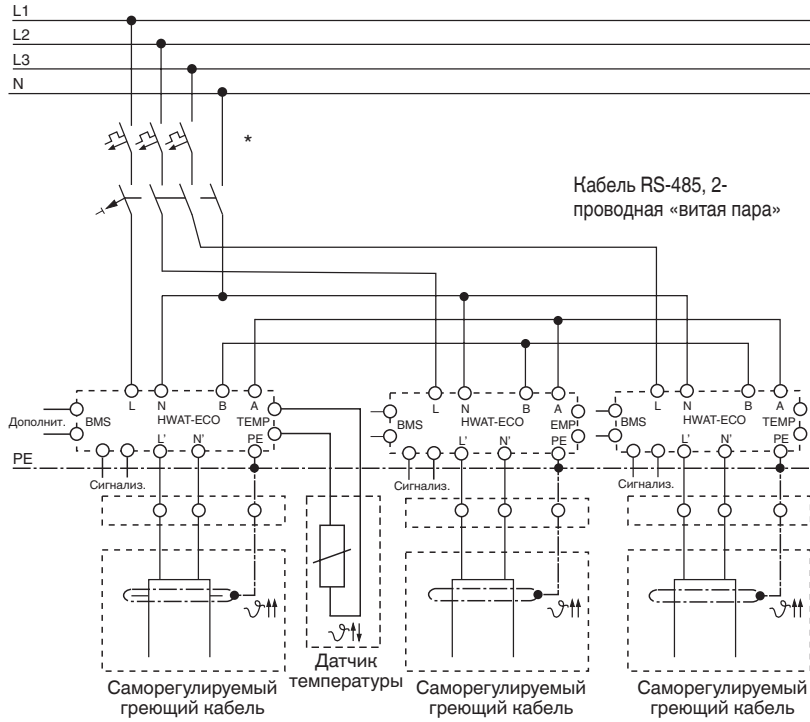 L1
L2
L3
N
*
Кабель RS-485, 2-
проводная «витая пара»
L N B A
HWAT-ECO
Дополнит. BMS TEMP
L' N' PE
L N B A
HWAT-ECO
BMS EMP
L' N' PE
L N B A
HWAT-ECO
BMS TEMP
L' N' PE
PE
Сигнализ.
Сигнализ.
Сигнализ.
Датчик
температуры
Саморегулируемый
греющий кабель
Саморегулируемый
греющий кабель
Саморегулируемый
греющий кабель